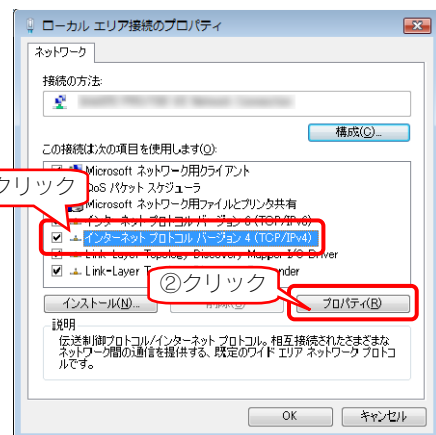 ローカル エリア接続のプロパティ
ネットワーク
接続の方法:
構成(C)...
この接続は次の項目を使用します(O):
Microsoft ネットワーク用クライアント
QoS パケット スケジューラ
Microsoft ネットワーク用ファイルとプリンタ共有
インターネット プロトコル バージョン 6 (TCP/IPv6)
インターネット プロトコル バージョン 4 (TCP/IPv4)
Link-Layer Topology Discovery Mapper I/O Driver
Link-Layer T
nder
クリック
②クリック
インストール(N)...
プロパティ(R)
説明
伝送制御プロトコル/インターネット プロトコル。相互接続されたさまざまな
ネットワーク間の通信を提供する、既定のワイド エリア ネットワーク プロトコ
ルです。
OK
キャンセル